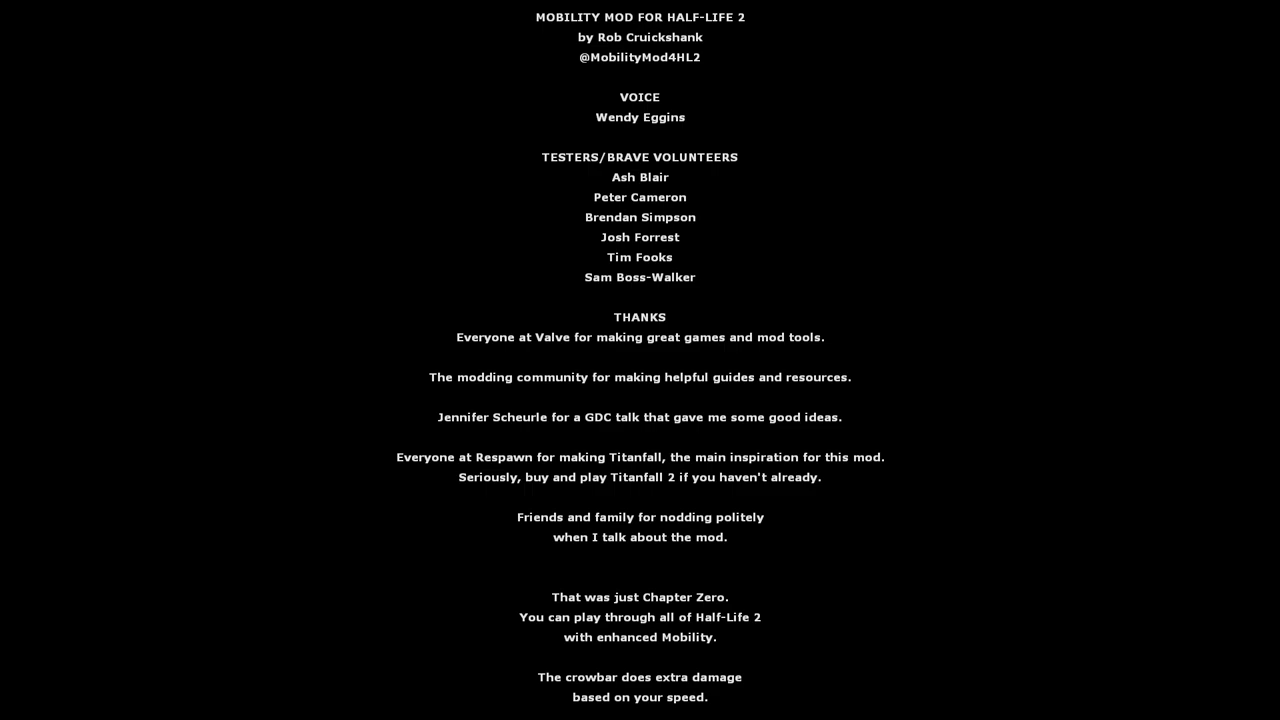 MOBILITY MOD FOR HALF-LIFE 2
by Rob Cruickshank
@MobilityMod4HL2
VOICE
Wendy Eggins
TESTERS/BRAVE VOLUNTEERS
Ash Blair
Peter Cameron
Brendan Simpson
Josh Forrest
Tim Fooks
Sam Boss-Walker
THANKS
Everyone at Valve for making great games and mod tools.
The modding community for making helpful guides and resources.
Jennifer Scheurle for a GDC talk that gave me some good ideas.
Everyone at Respawn for making Titanfall, the main inspiration for this mod.
Seriously, buy and play Titanfall 2 if you haven't already.
Friends and family for nodding politely
when I talk about the mod.
That was just Chapter Zero.
You can play through all of Half-Life 2
with enhanced Mobility.
The crowbar does extra damage
based on your speed.